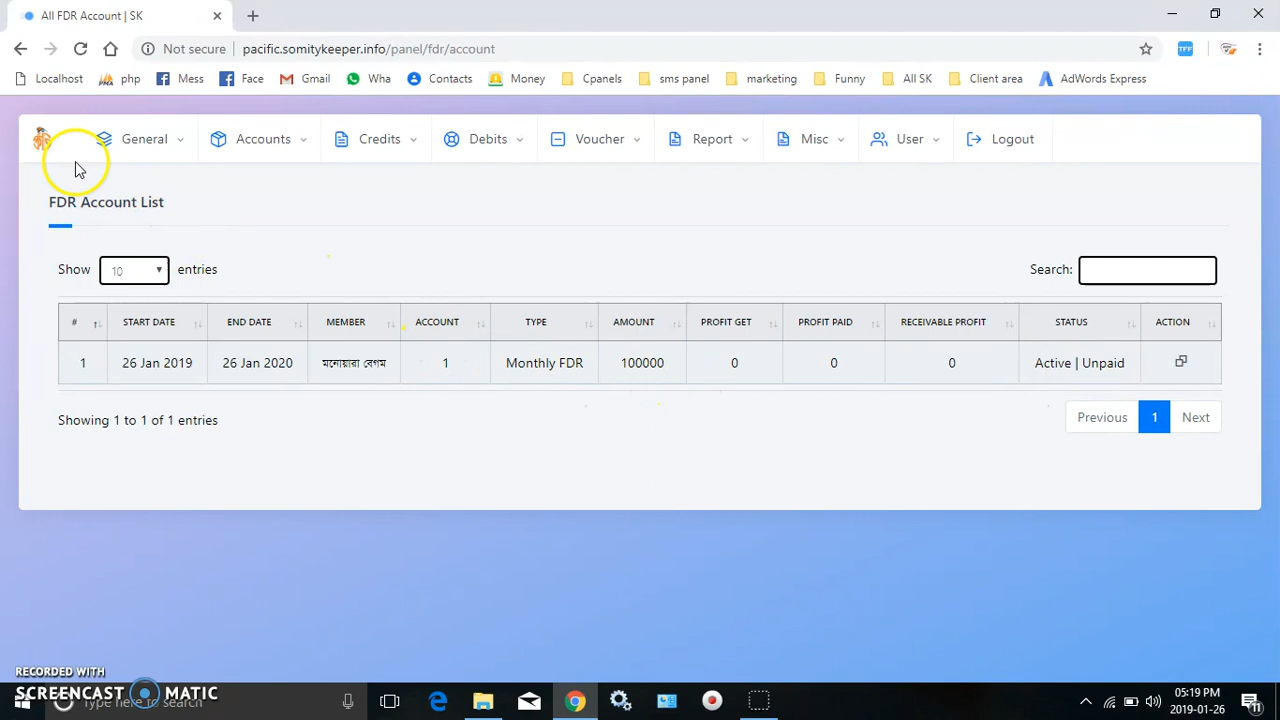 All FDR Account | SK
Not secure | pacific.somitykeeper.info/panel/fdr/account
Localhost php Mess Face Gmail Wha Contacts Money Cpanels sms panel marketing Funny All SK Client area AdWords Express
General Accounts Credits Debits Voucher Report Misc User Logout
FDR Account List
Show 10 entries Search:
# START DATE END DATE MEMBER ACCOUNT TYPE AMOUNT PROFIT GET PROFIT PAID RECEIVABLE PROFIT STATUS ACTION
1 26 Jan 2019 26 Jan 2020 মনোয়ারা বেগম 1 Monthly FDR 100000 0 0 0 Active | Unpaid
Showing 1 to 1 of 1 entries Previous 1 Next
RECORDED WITH
SCREENCAST MATIC
Type here to search
05:19 PM
2019-01-26
11